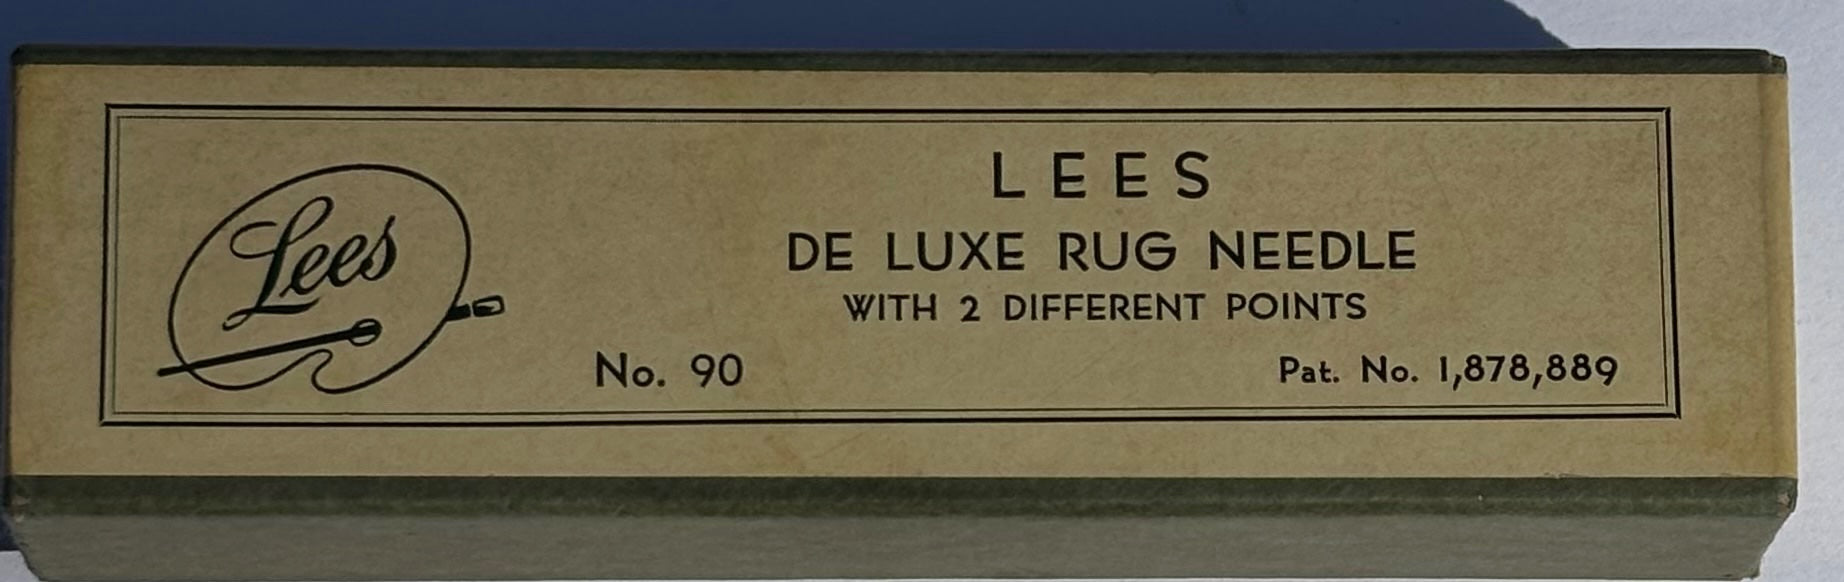 Lees
LEES
DE LUXE RUG NEEDLE
WITH 2 DIFFERENT POINTS
No. 90
Pat. No. 1,878,889